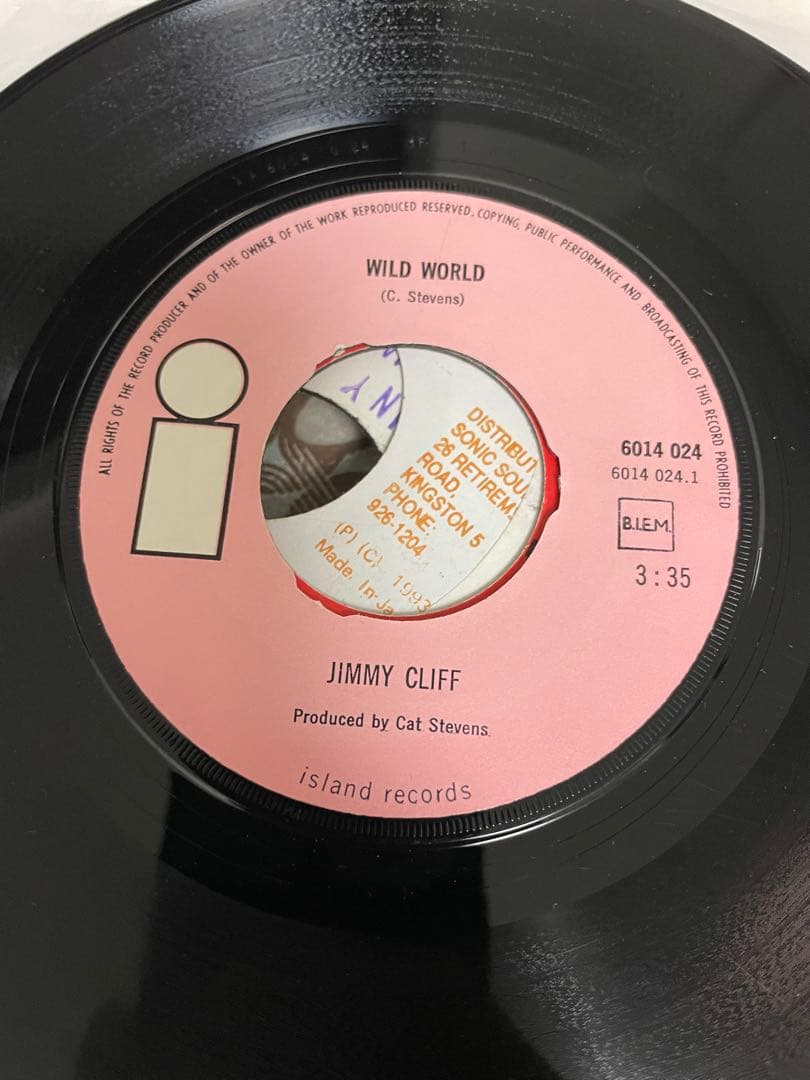 ALL RIGHTS OF THE RECORD PRODUCER AND OF THE OWNER OF THE WORK REPRODUCED RESERVED. COPYING, PUBLIC PERFORMANCE AND BROADCASTING OF THIS RECORD PROHIBITED
WILD WORLD
(C. Stevens)
i
6014 024
6014 024.1
B.I.E.M.
3:35
DISTRIBUT
SONIC SOU
26 RETIREM
ROAD,
KINGSTON 5
PHONE:
926-1204
(P) (C) 1993
Made In Ja
JIMMY CLIFF
Produced by Cat Stevens
island records